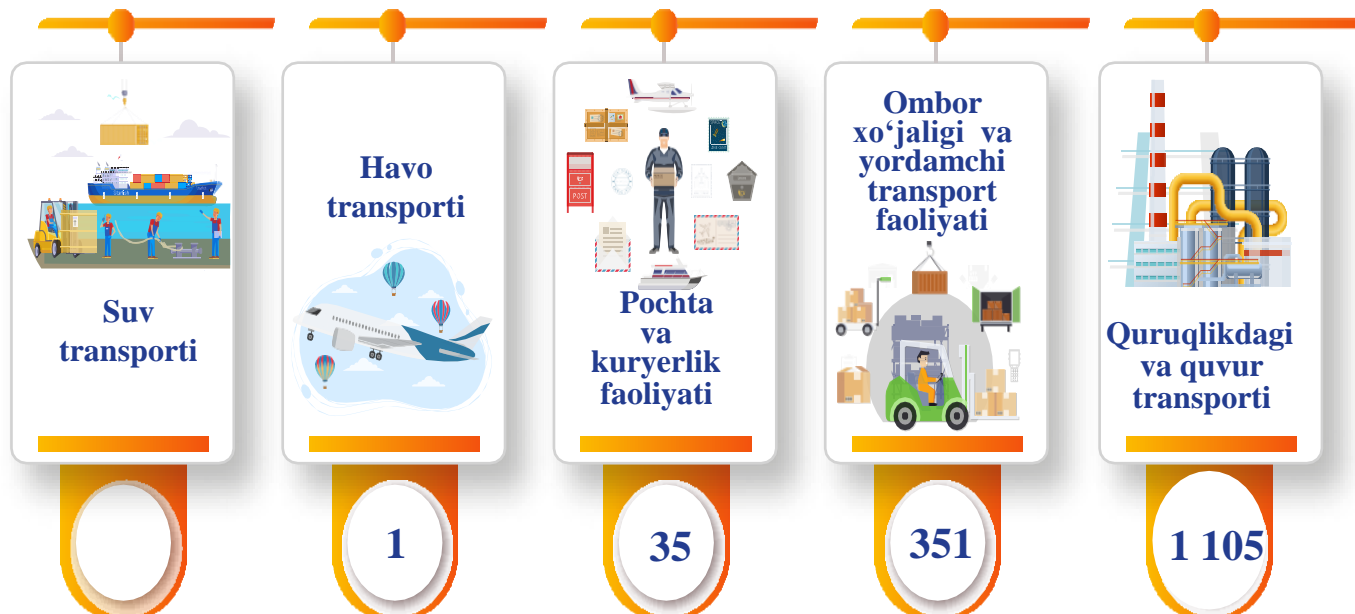 Suv
transporti
Havo
transporti
1
POST
Pochta
va
kuryerlik
faoliyati
35
Ombor
xo‘jaligi va
yordamchi
transport
faoliyati
351
Quruqlikdagi
va quvur
transporti
1 105